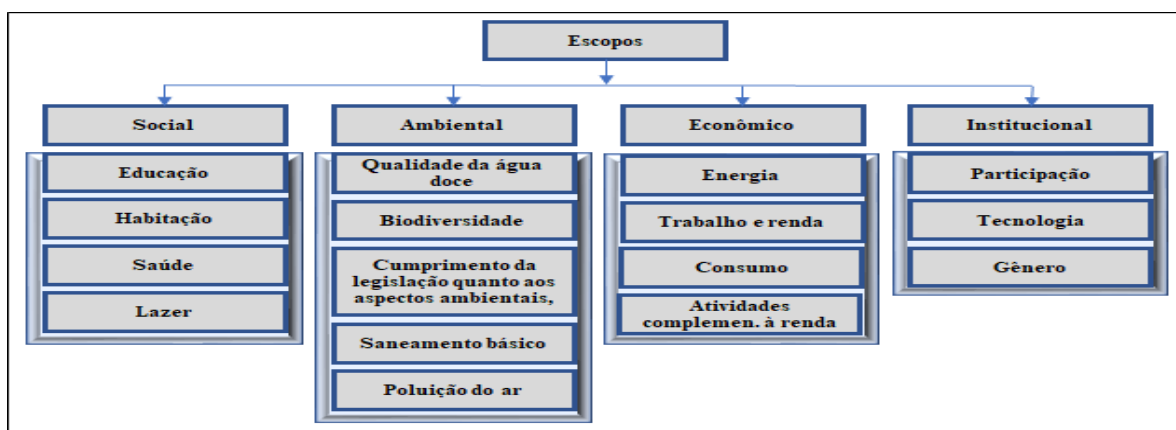 Escopos
Social
Educação
Habitação
Saúde
Lazer
Ambiental
Qualidade da água
doce
Biodiversidade
Cumprimento da
legislação quanto aos
aspectos ambientais,
Saneamento básico
Poluição do ar
Econômico
Energia
Trabalho e renda
Consumo
Atividades
complemen. à renda
Institucional
Participação
Tecnologia
Gênero